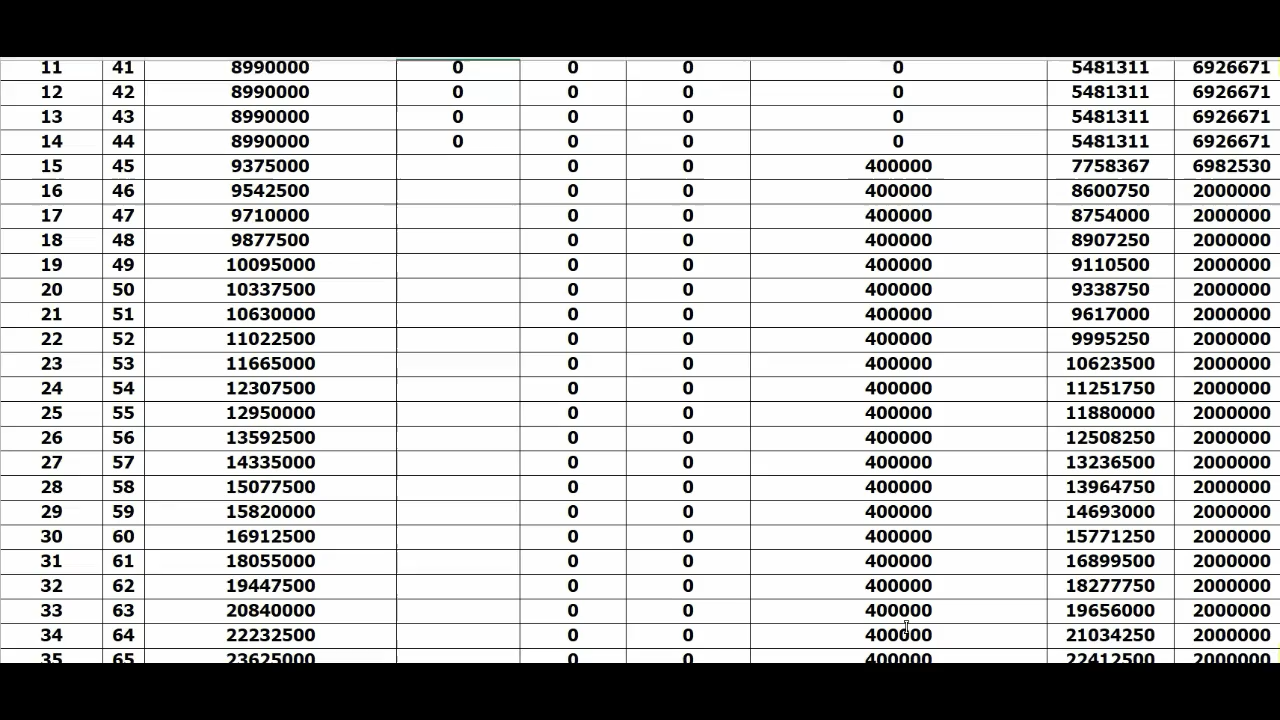 11 41 8990000 0 0 0 0 5481311 6926671
12 42 8990000 0 0 0 0 5481311 6926671
13 43 8990000 0 0 0 0 5481311 6926671
14 44 8990000 0 0 0 0 5481311 6926671
15 45 9375000 0 0 400000 7758367 6982530
16 46 9542500 0 0 400000 8600750 2000000
17 47 9710000 0 0 400000 8754000 2000000
18 48 9877500 0 0 400000 8907250 2000000
19 49 10095000 0 0 400000 9110500 2000000
20 50 10337500 0 0 400000 9338750 2000000
21 51 10630000 0 0 400000 9617000 2000000
22 52 11022500 0 0 400000 9995250 2000000
23 53 11665000 0 0 400000 10623500 2000000
24 54 12307500 0 0 400000 11251750 2000000
25 55 12950000 0 0 400000 11880000 2000000
26 56 13592500 0 0 400000 12508250 2000000
27 57 14335000 0 0 400000 13236500 2000000
28 58 15077500 0 0 400000 13964750 2000000
29 59 15820000 0 0 400000 14693000 2000000
30 60 16912500 0 0 400000 15771250 2000000
31 61 18055000 0 0 400000 16899500 2000000
32 62 19447500 0 0 400000 18277750 2000000
33 63 20840000 0 0 400000 19656000 2000000
34 64 22232500 0 0 400000 21034250 2000000
35 65 23625000 0 0 400000 22412500 2000000